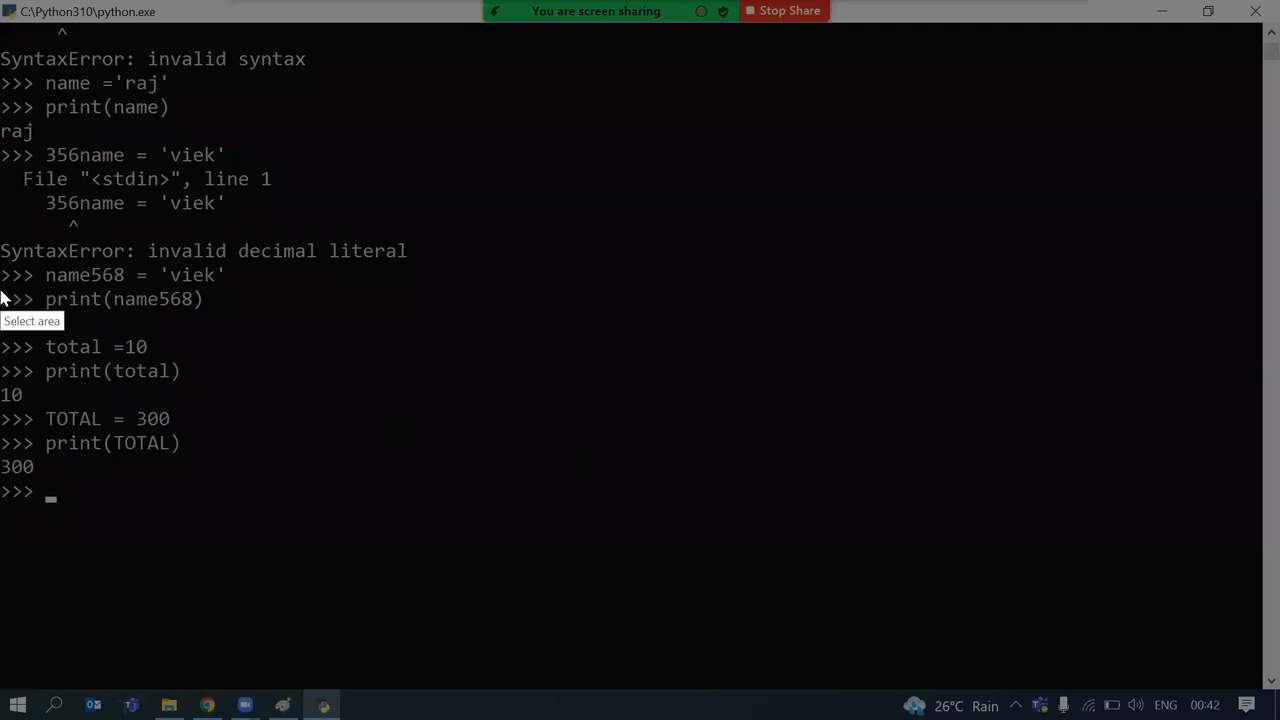 C:\Python310\python.exe
You are screen sharing
Stop Share
^
SyntaxError: invalid syntax
>>> name ='raj'
>>> print(name)
raj
>>> 356name = 'viek'
File "<stdin>", line 1
356name = 'viek'
^
SyntaxError: invalid decimal literal
>>> name568 = 'viek'
>>> print(name568)
Select area
>>> total =10
>>> print(total)
10
>>> TOTAL = 300
>>> print(TOTAL)
300
>>> _
26°C Rain
ENG
00:42